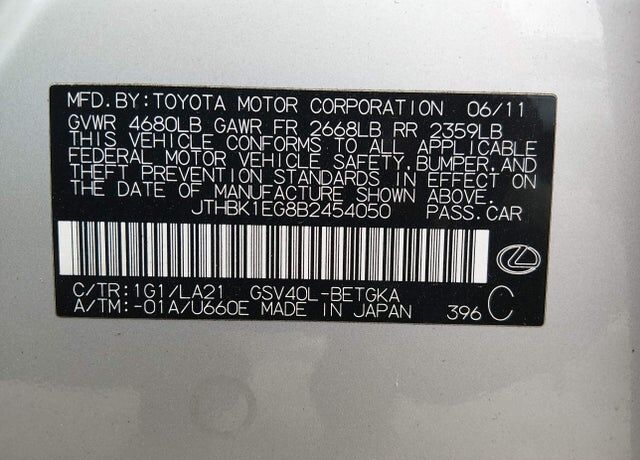 MFD.BY:TOYOTA MOTOR CORPORATION 06/11
GVWR 4680LB GAWR FR 2668LB RR 2359LB
THIS VEHICLE CONFORMS TO ALL APPLICABLE
FEDERAL MOTOR VEHICLE SAFETY,BUMPER,AND
THEFT PREVENTION STANDARDS IN EFFECT ON
THE DATE OF MANUFACTURE SHOWN ABOVE.
JTHBK1EG8B2454050 PASS.CAR
C/TR:1G1/LA21 GSV40L-BETGKA
A/TM:-01A/U660E MADE IN JAPAN 396 C